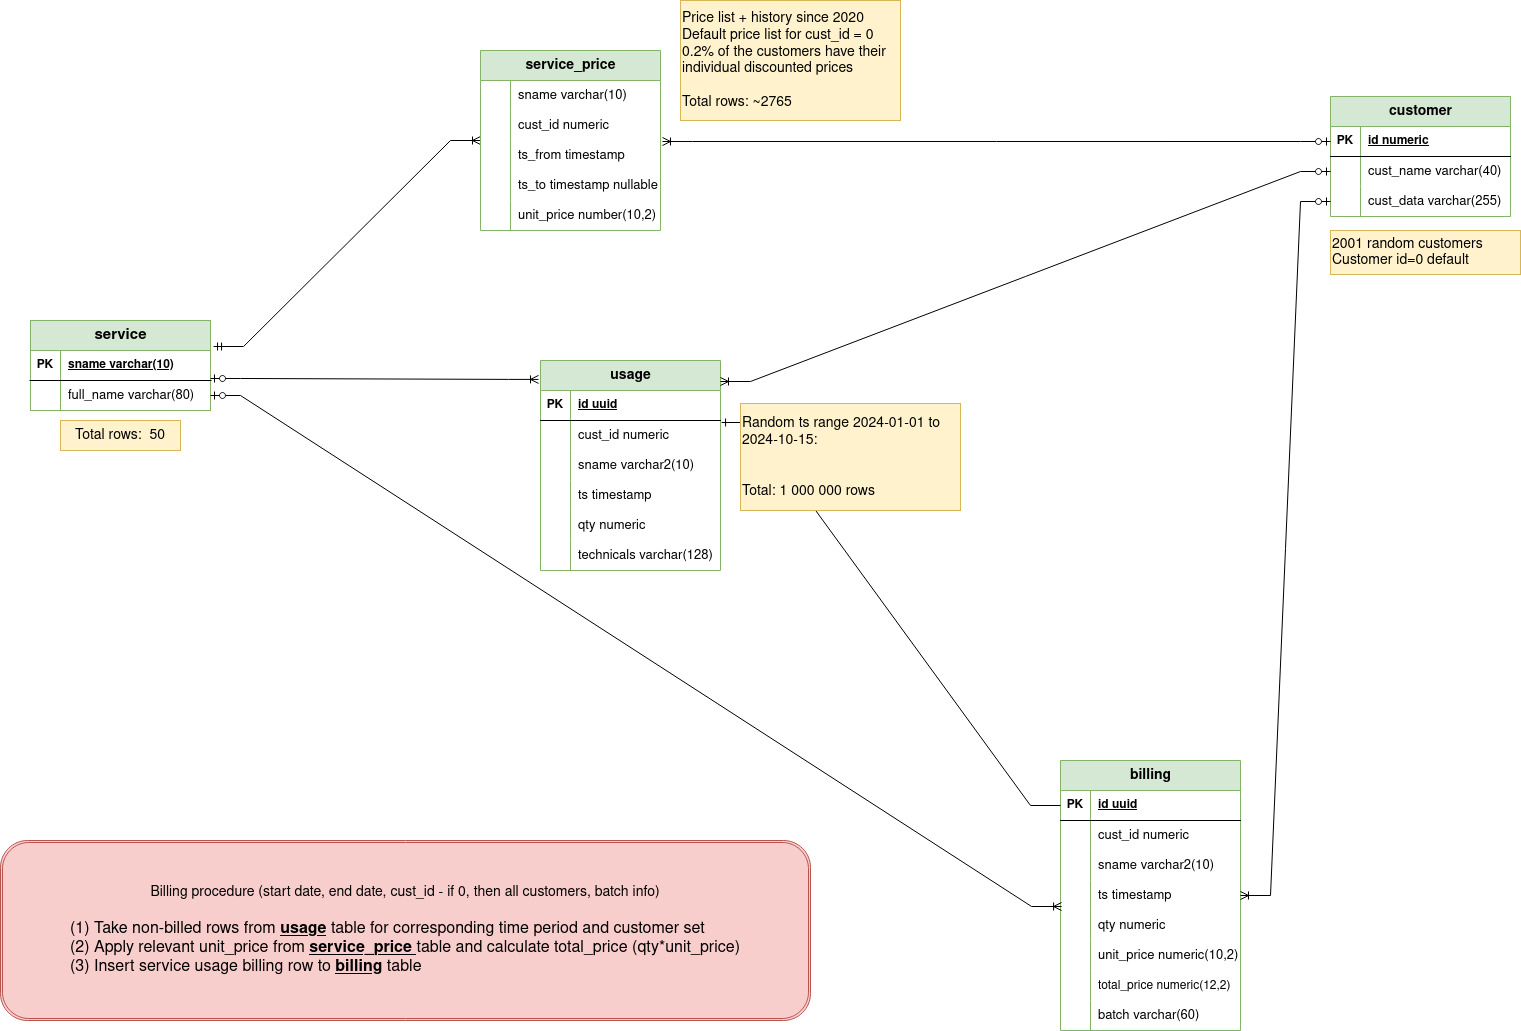 Price list + history since 2020
Default price list for cust_id = 0
0.2% of the customers have their
individual discounted prices
Total rows: ~2765
service_price
sname varchar(10)
cust_id numeric
ts_from timestamp
ts_to timestamp nullable
unit_price number(10,2)
customer
PK id numeric
cust_name varchar(40)
cust_data varchar(255)
2001 random customers
Customer id=0 default
service
PK sname varchar(10)
full_name varchar(80)
Total rows: 50
usage
PK id uuid
cust_id numeric
sname varchar2(10)
ts timestamp
qty numeric
technicals varchar(128)
Random ts range 2024-01-01 to
2024-10-15:
Total: 1 000 000 rows
billing
PK id uuid
cust_id numeric
sname varchar2(10)
ts timestamp
qty numeric
unit_price numeric(10,2)
total_price numeric(12,2)
batch varchar(60)
Billing procedure (start date, end date, cust_id - if 0, then all customers, batch info)
(1) Take non-billed rows from usage table for corresponding time period and customer set
(2) Apply relevant unit_price from service_price table and calculate total_price (qty*unit_price)
(3) Insert service usage billing row to billing table